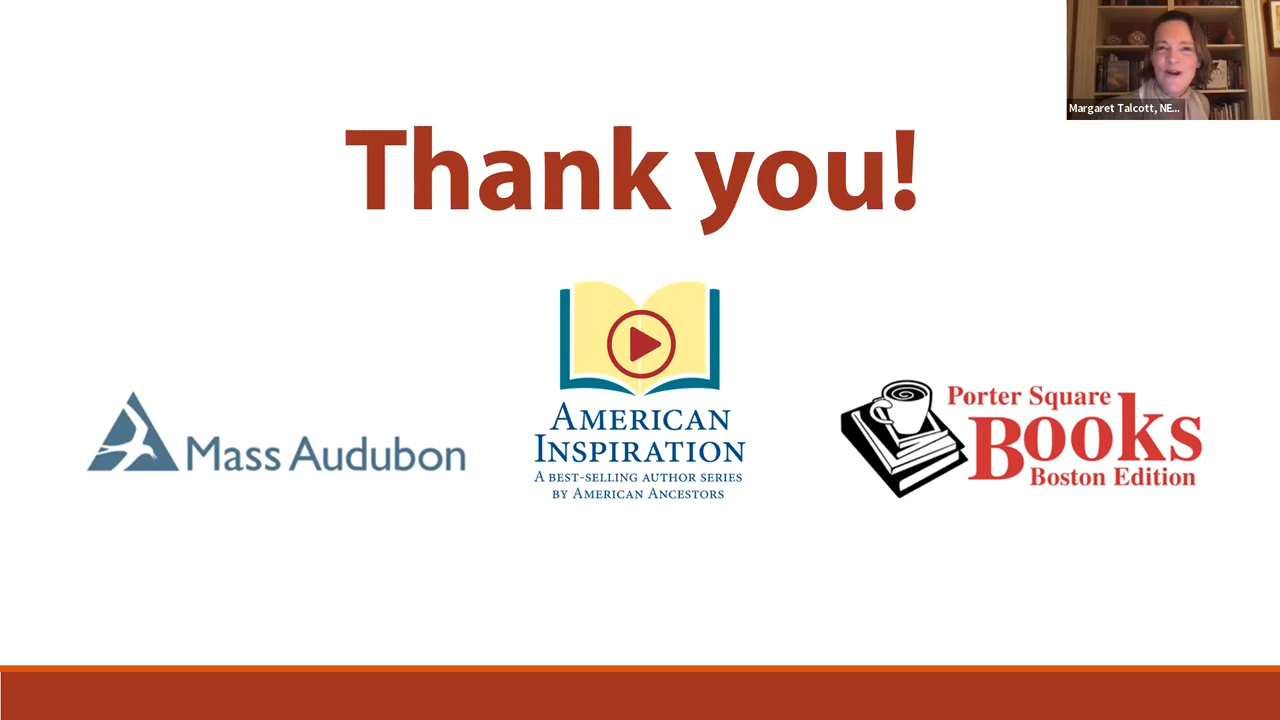 Margaret Talcott, NE...
Thank you!
Mass Audubon
AMERICAN
INSPIRATION
A BEST-SELLING AUTHOR SERIES
BY AMERICAN ANCESTORS
Porter Square
Books
Boston Edition